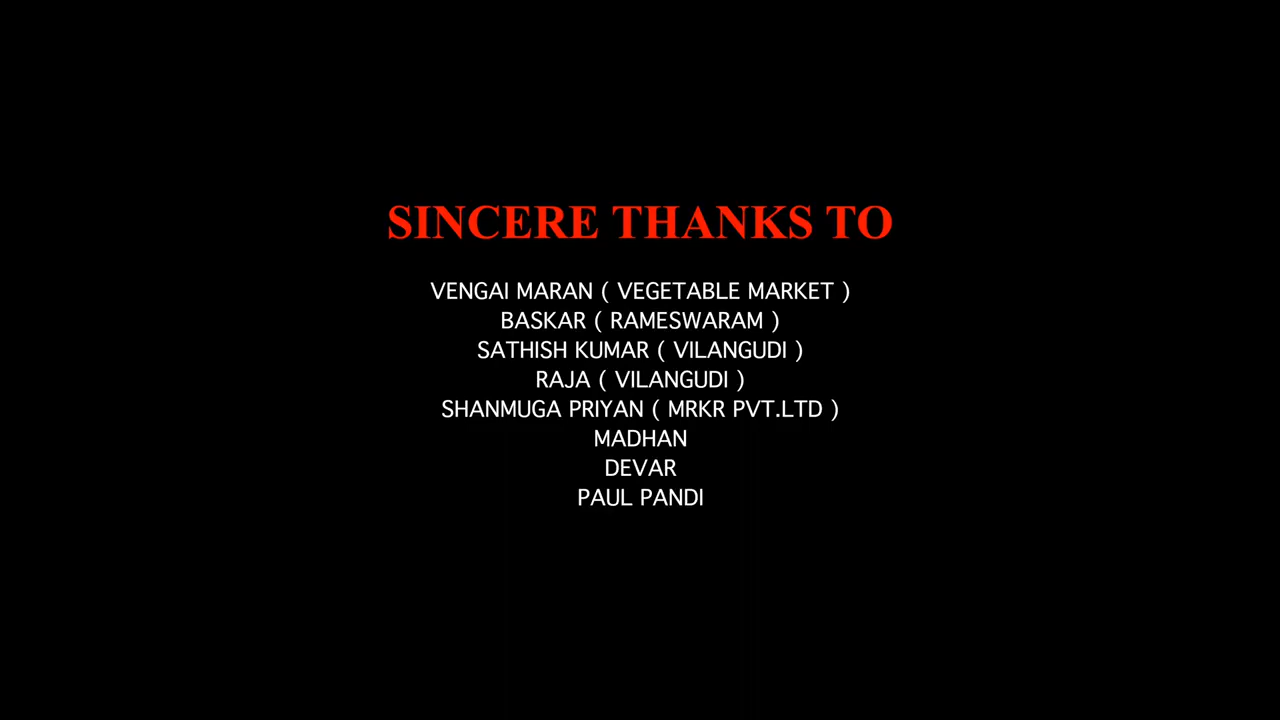 SINCERE THANKS TO
VENGAI MARAN ( VEGETABLE MARKET )
BASKAR ( RAMESWARAM )
SATHISH KUMAR ( VILANGUDI )
RAJA ( VILANGUDI )
SHANMUGA PRIYAN ( MRKR PVT.LTD )
MADHAN
DEVAR
PAUL PANDI